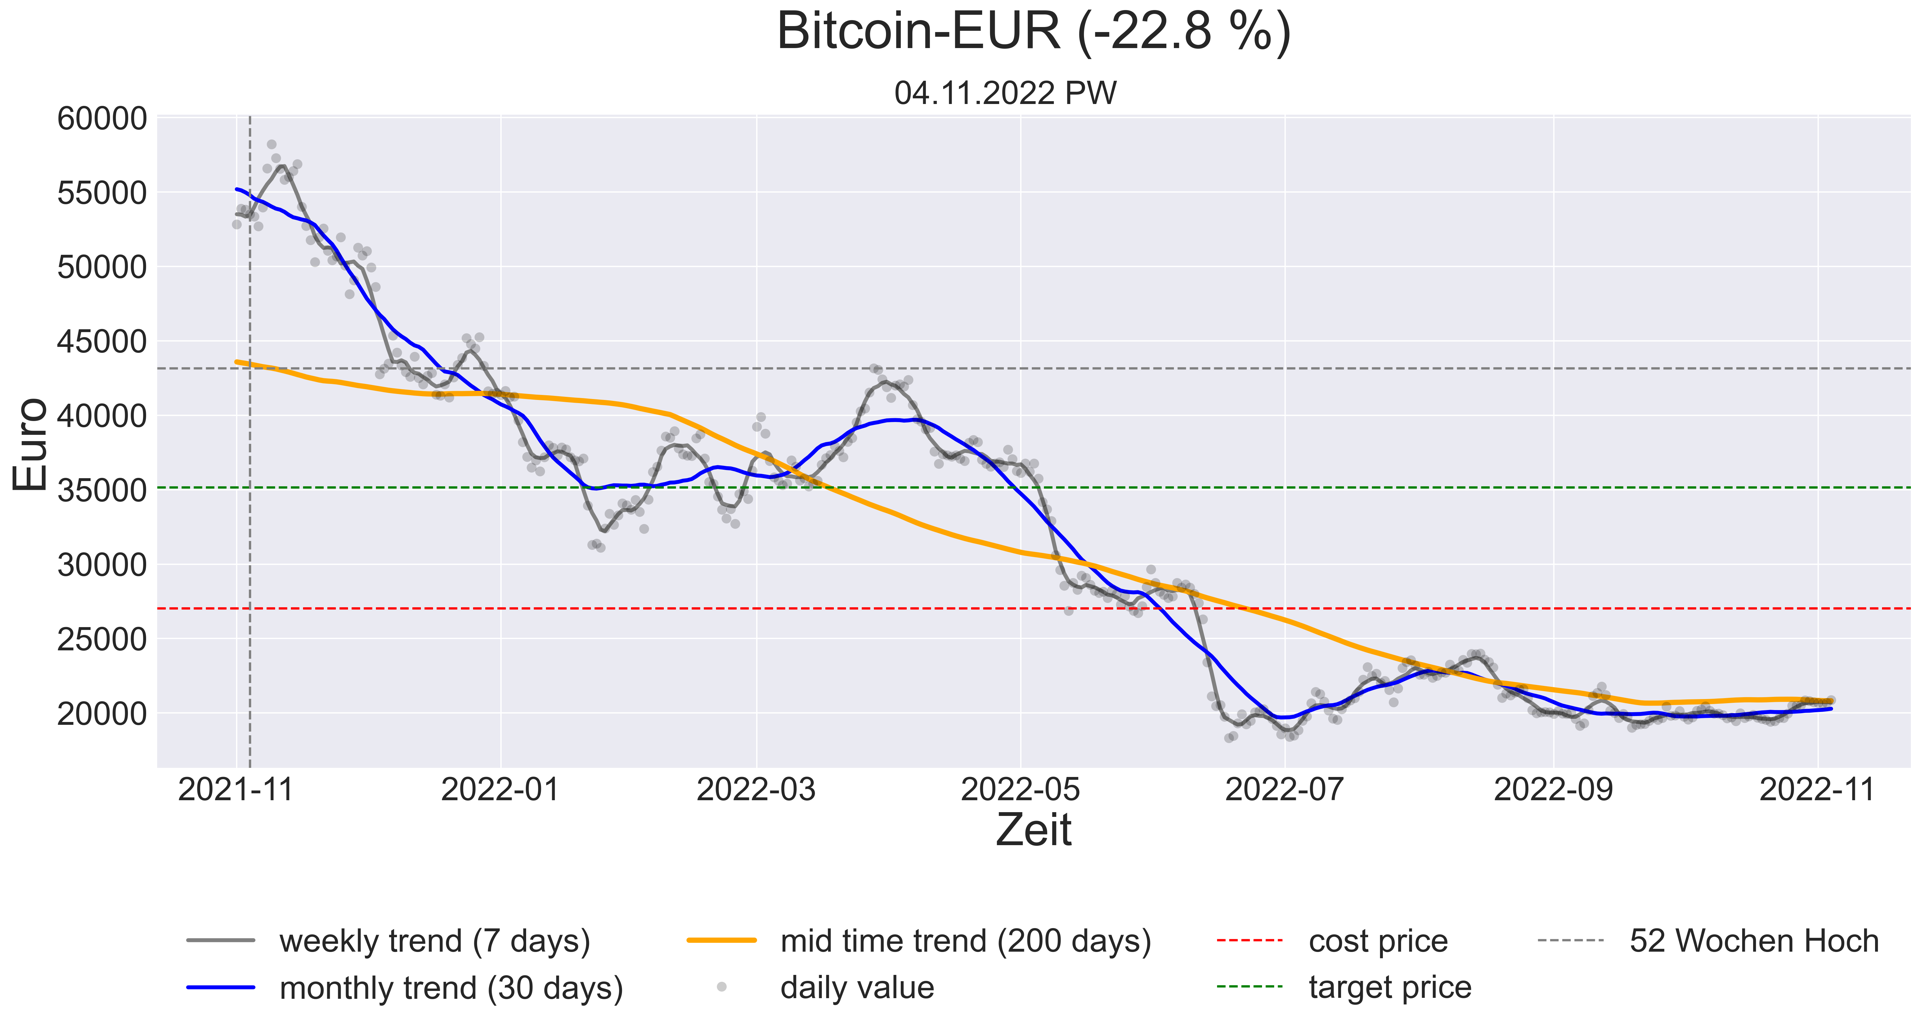 Bitcoin-EUR (-22.8 %)
04.11.2022 PW
60000
55000
50000
45000
40000
35000
30000
25000
20000
Euro
2021-11 2022-01 2022-03 2022-05 2022-07 2022-09 2022-11
Zeit
weekly trend (7 days) mid time trend (200 days) cost price 52 Wochen Hoch
monthly trend (30 days) daily value target price